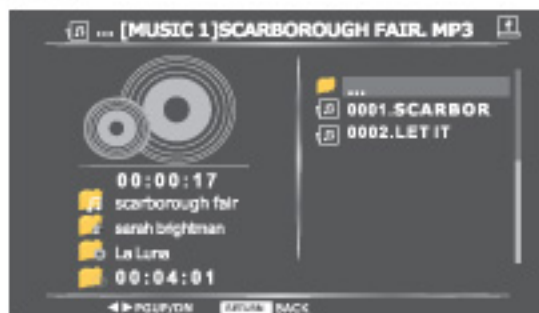 ... [MUSIC 1]SCARBOROUGH FAIR. MP3
00:00:17
scarborough fair
sarah brightman
La Luna
00:04:01
...
0001.SCARBOR
0002.LET IT
◀▶ PGUP/DN RETURN BACK